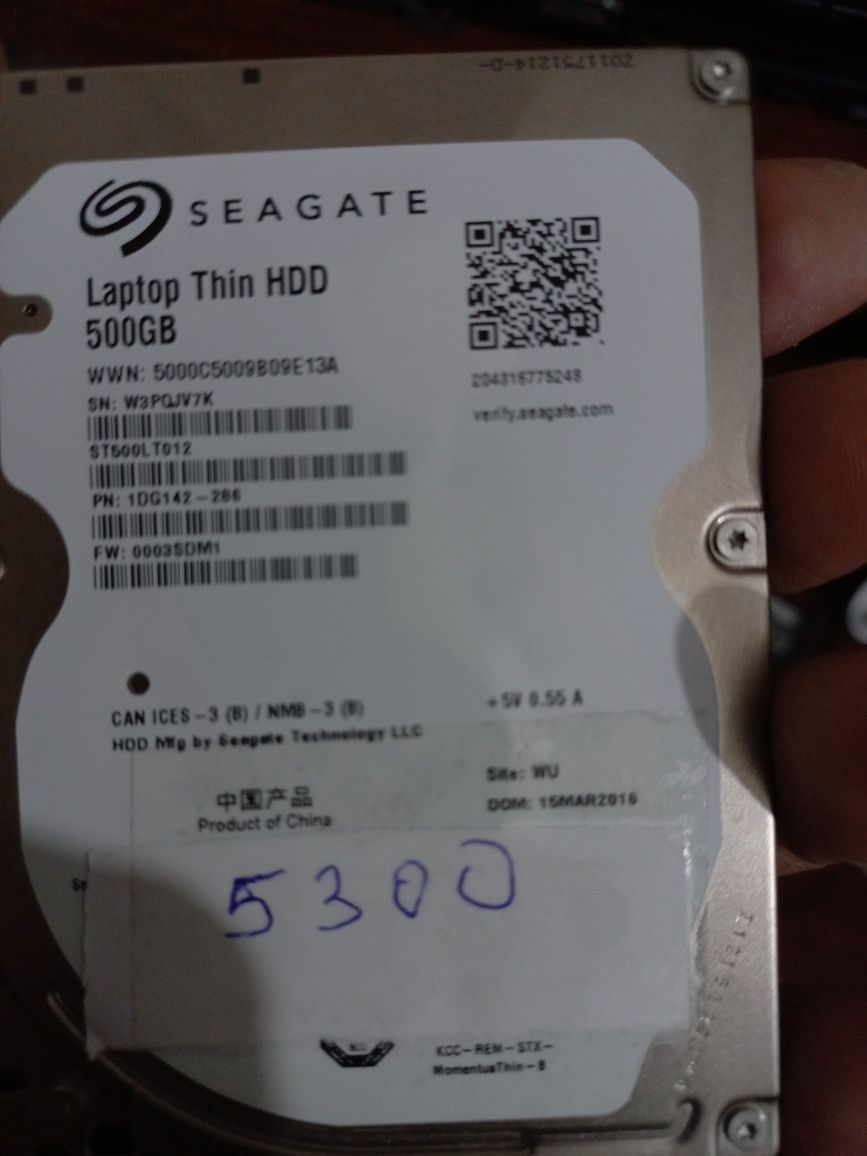 SEAGATE
Laptop Thin HDD
500GB
WWN: 5000C5009B09E13A
SN: W3PQJV7K
ST500LT012
PN: 1DG142-286
FW: 0003SDM1
204316775248
verify.seagate.com
CAN ICES-3 (B) / NMB-3 (B)
HDD Mfg by Seagate Technology LLC
+5V 0.55 A
中国产品
Product of China
Site: WU
DOM: 15MAR2016
5300
KCC-REM-STX-
MomentusThin-B